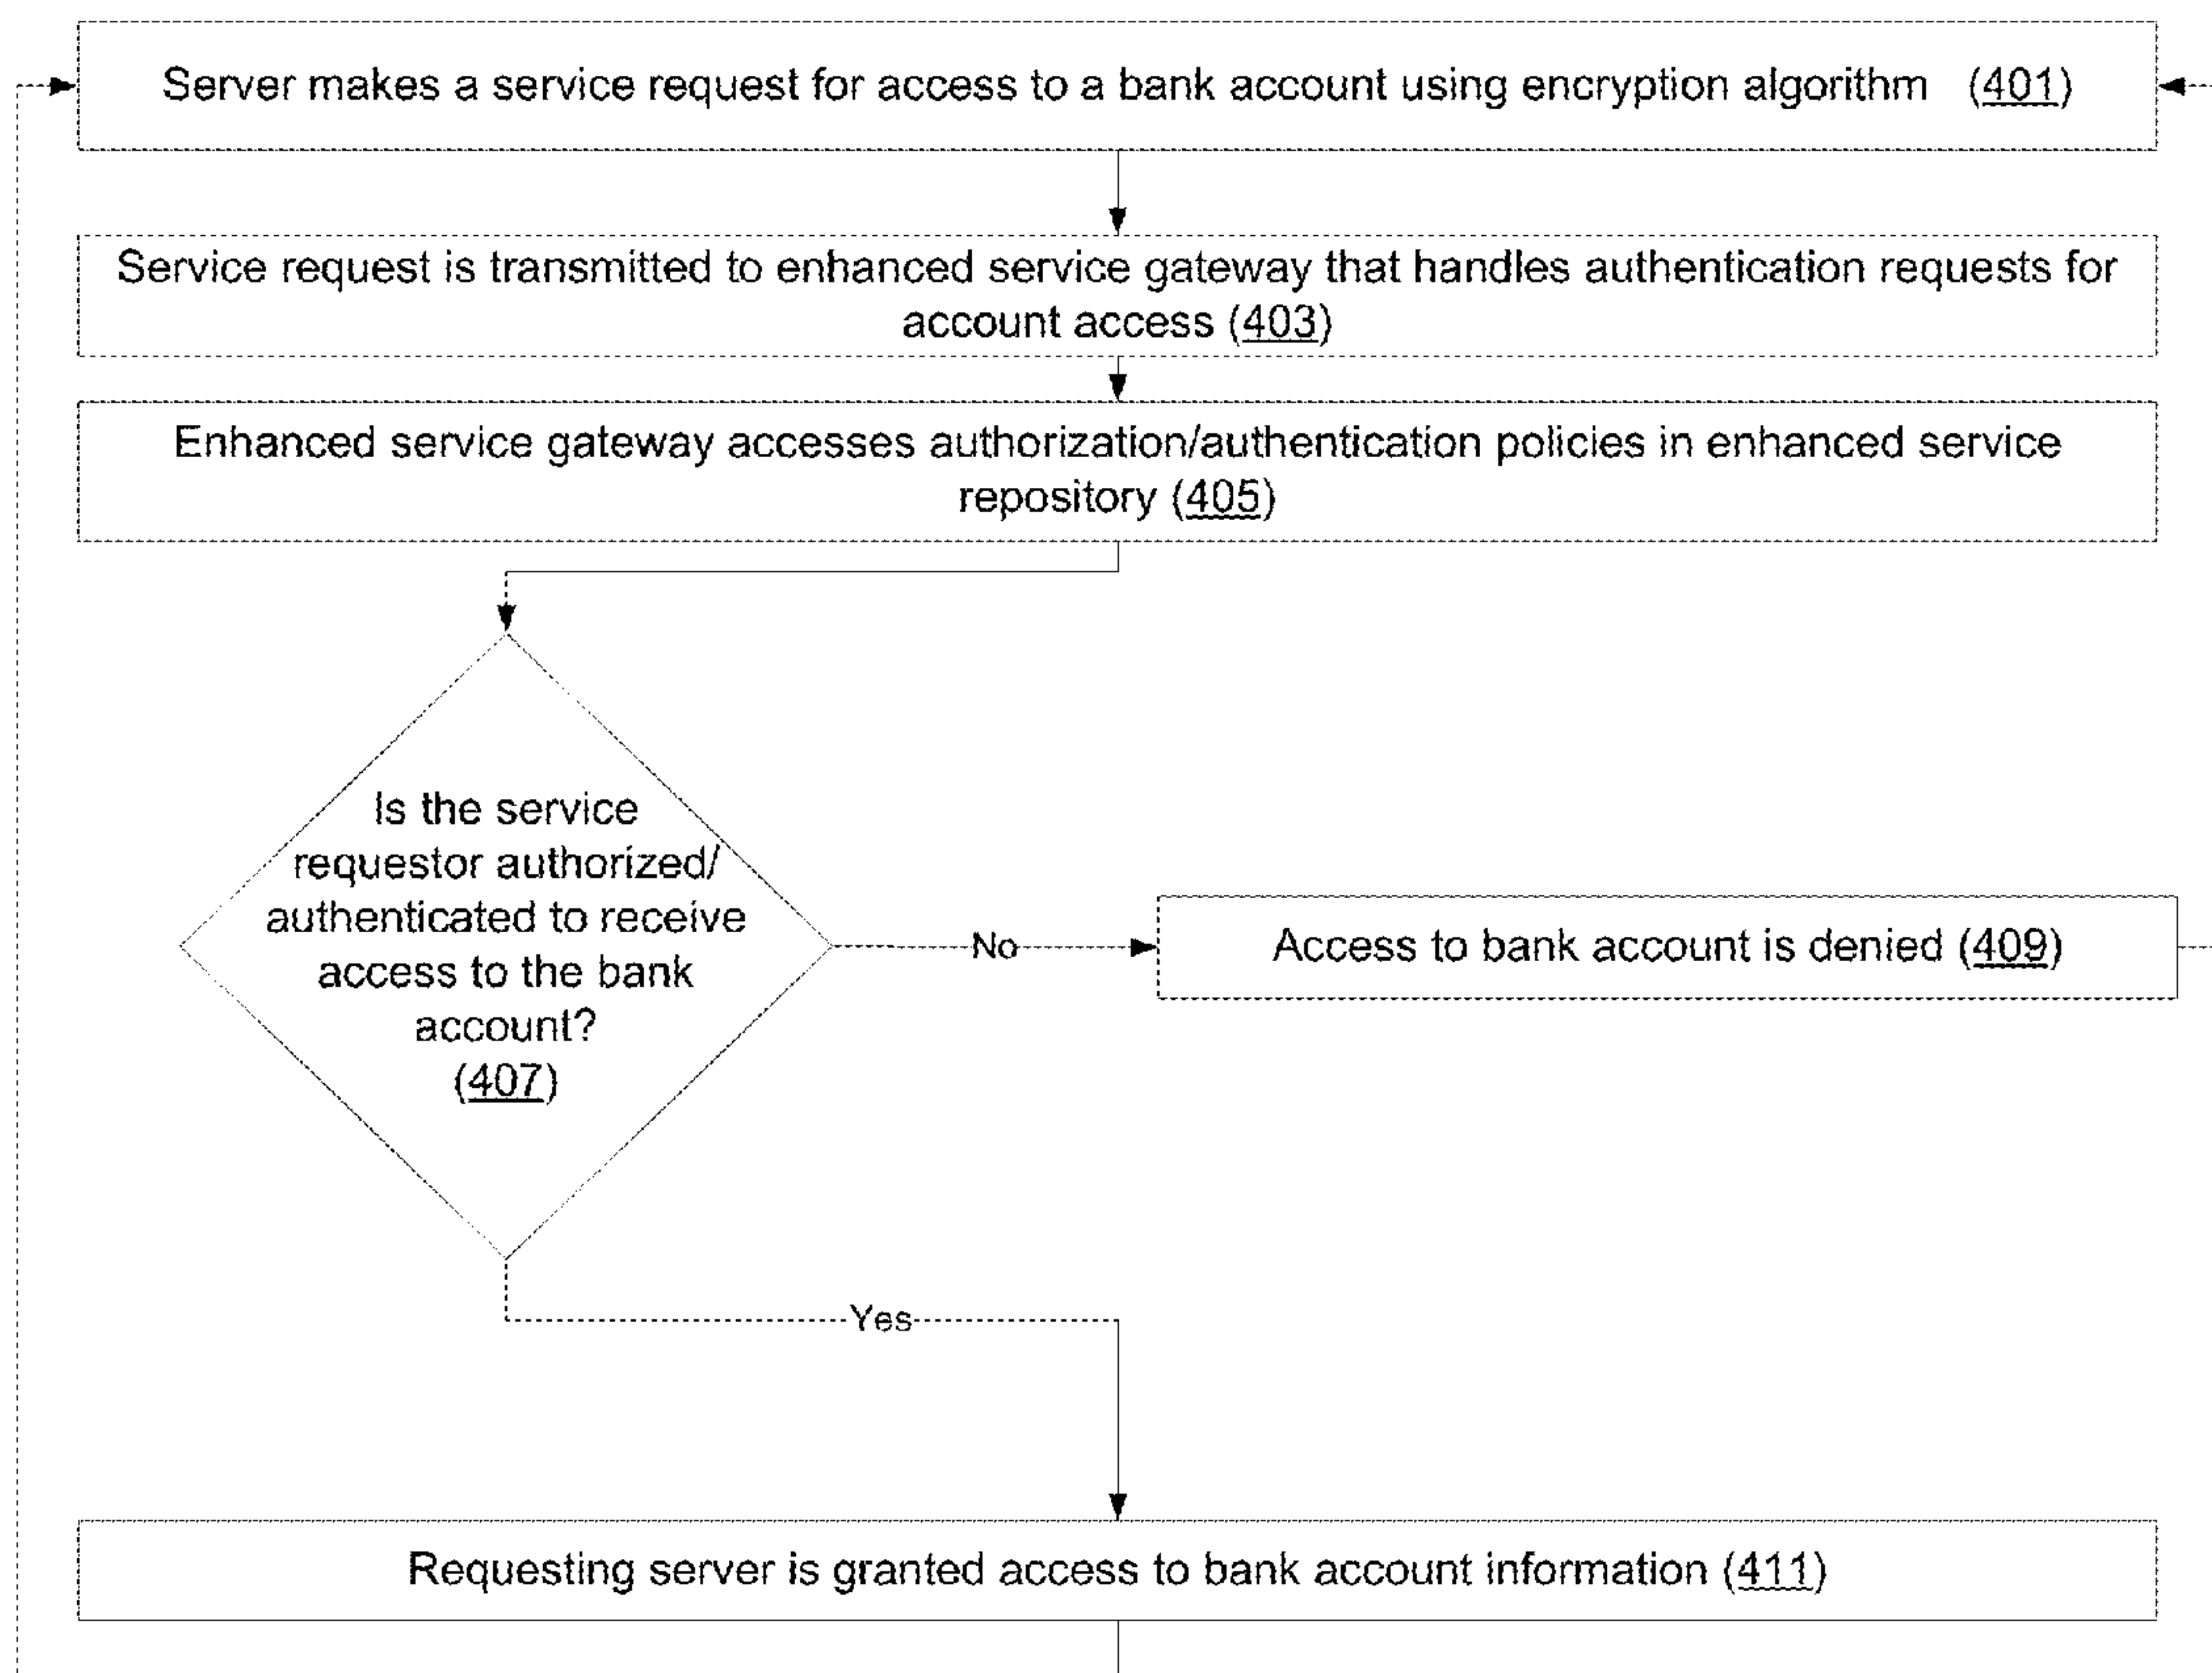 Server makes a service request for access to a bank account using encryption algorithm (401)
Service request is transmitted to enhanced service gateway that handles authentication requests for
account access (403)
Enhanced service gateway accesses authorization/authentication policies in enhanced service
repository (405)
Is the service
requestor authorized/
authenticated to receive
access to the bank
account?
(407)
No
Access to bank account is denied (409)
Yes
Requesting server is granted access to bank account information (411)